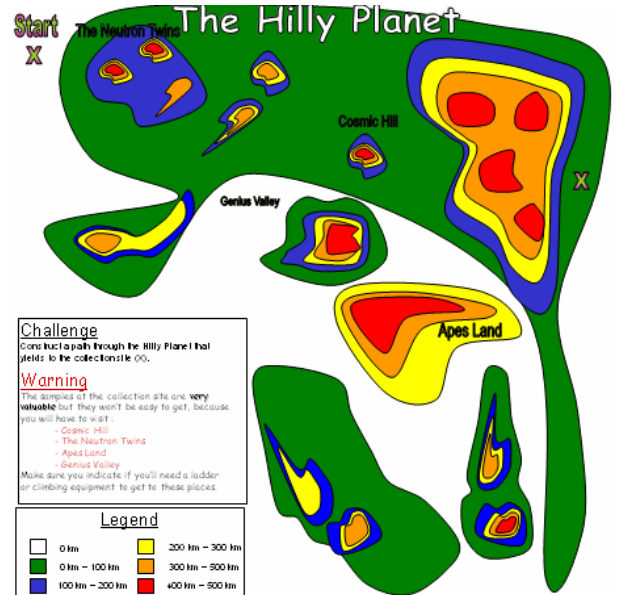 The Hilly Planet
Start
X
The Neutron Twins
Cosmic Hill
X
Genius Valley
Apes Land
Challenge
Construct a path through the Hilly Planet that
yields to the collection site (X).
Warning
The samples at the collection site are very
valuable but they won't be easy to get, because
you will have to visit :
- Cosmic Hill
- The Neutron Twins
- Apes Land
- Genius Valley
Make sure you indicate if you'll need a ladder
or climbing equipment to get to these places.
Legend
0 km
200 km – 300 km
0 km – 100 km
300 km – 500 km
100 km – 200 km
400 km – 500 km